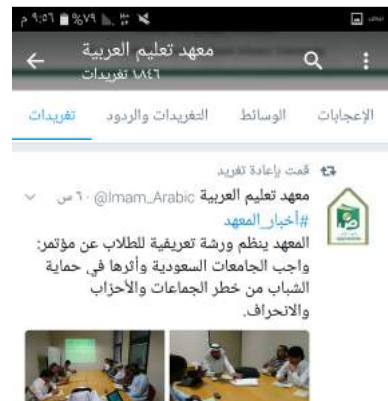 ٩:٥٦ م ٧٩%
معهد تعليم العربية
١٨٤٦ تغريدات
تغريدات التغريدات والردود الوسائط الإعجابات
قمت بإعادة تغريد
معهد تعليم العربية @Imam_Arabic · ٦ س
#أخبار_المعهد
المعهد ينظم ورشة تعريفية للطلاب عن مؤتمر:
واجب الجامعات السعودية وأثرها في حماية
الشباب من خطر الجماعات والأحزاب
والانحراف.